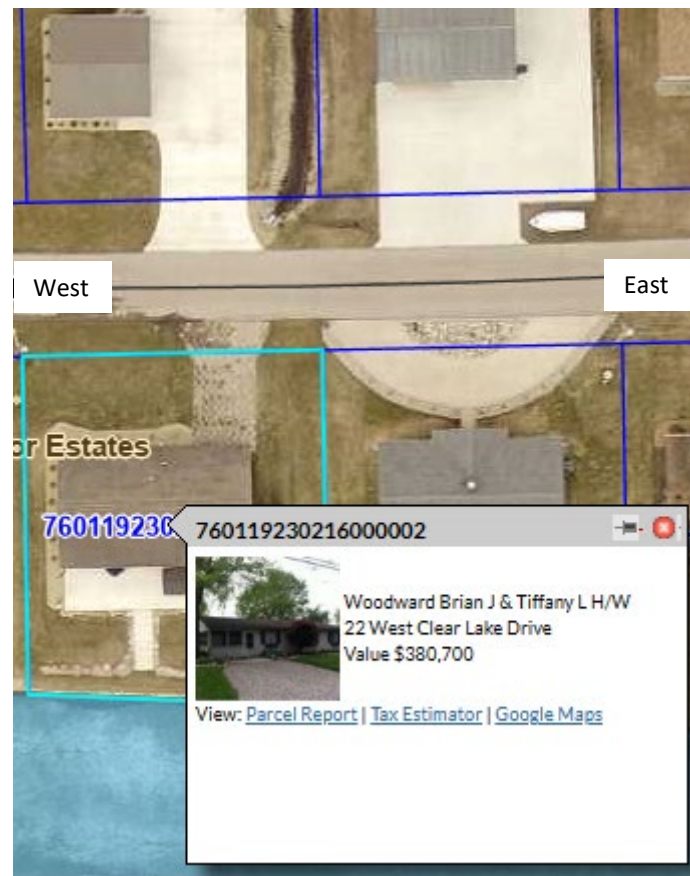 West
East
or Estates
760119230
760119230216000002
Woodward Brian J & Tiffany L H/W
22 West Clear Lake Drive
Value $380,700
View: Parcel Report | Tax Estimator | Google Maps